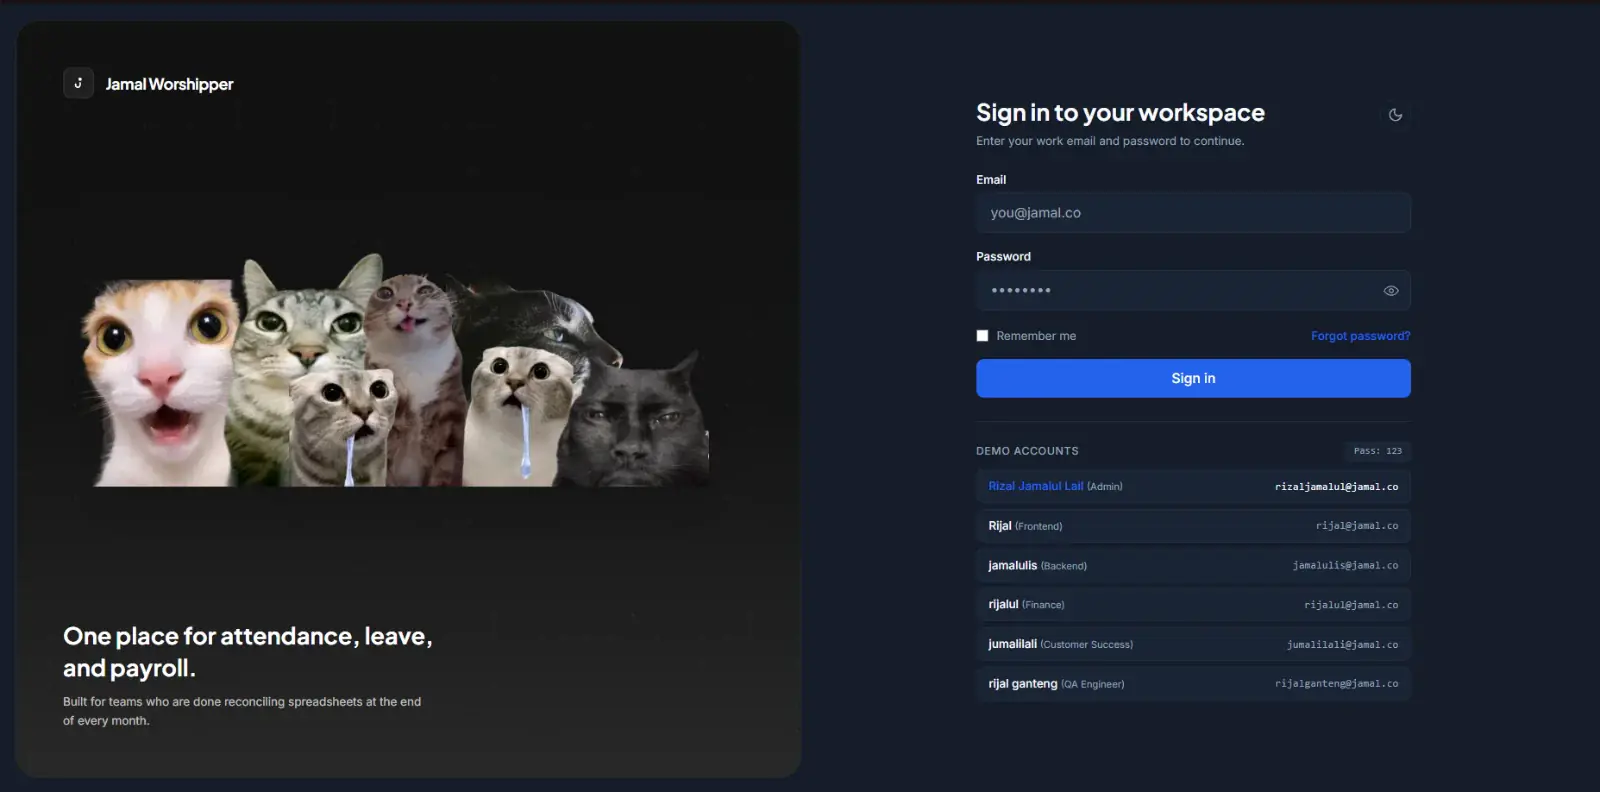 Jamal Worshipper
One place for attendance, leave,
and payroll.
Built for teams who are done reconciling spreadsheets at the end
of every month.
Sign in to your workspace
Enter your work email and password to continue.
Email
you@jamal.co
Password
••••••••
Remember me
Forgot password?
Sign in
DEMO ACCOUNTS
Pass: 123
Rizal Jamalul Lail (Admin)
rizaljamalul@jamal.co
Rijal (Frontend)
rijal@jamal.co
jamalulis (Backend)
jamalulis@jamal.co
rijalul (Finance)
rijalul@jamal.co
jumalilali (Customer Success)
jumalilali@jamal.co
rijal ganteng (QA Engineer)
rijalganteng@jamal.co